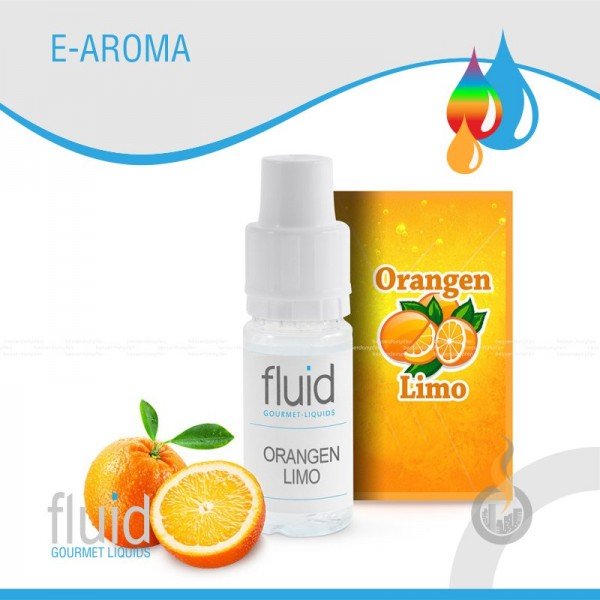 E-AROMA
Orangen
Limo
fluid
GOURMET-LIQUIDS
ORANGEN
LIMO
fluid
GOURMET LIQUIDS